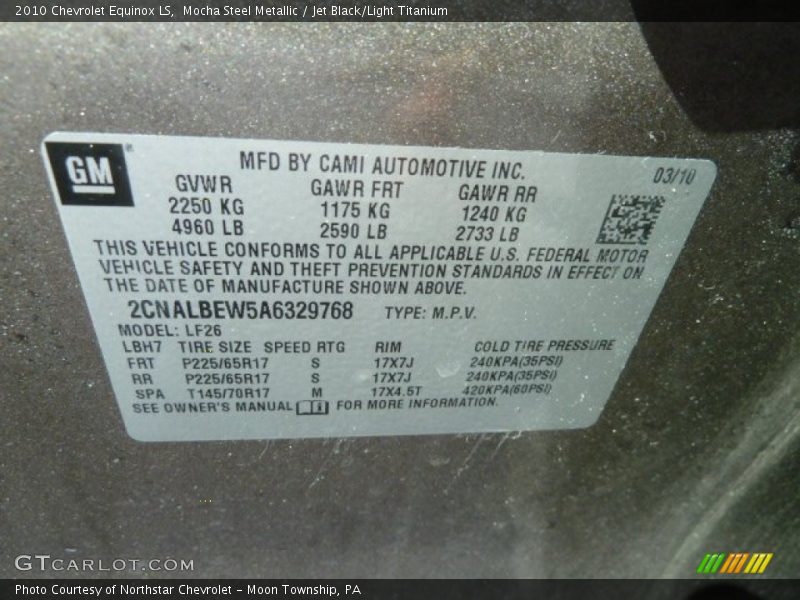 2010 Chevrolet Equinox LS, Mocha Steel Metallic / Jet Black/Light Titanium
GM
MFD BY CAMI AUTOMOTIVE INC. 03/10
GVWR GAWR FRT GAWR RR
2250 KG 1175 KG 1240 KG
4960 LB 2590 LB 2733 LB
THIS VEHICLE CONFORMS TO ALL APPLICABLE U.S. FEDERAL MOTOR
VEHICLE SAFETY AND THEFT PREVENTION STANDARDS IN EFFECT ON
THE DATE OF MANUFACTURE SHOWN ABOVE.
2CNALBEW5A6329768 TYPE: M.P.V.
MODEL: LF26
LBH7 TIRE SIZE SPEED RTG RIM COLD TIRE PRESSURE
FRT P225/65R17 S 17X7J 240KPA(35PSI)
RR P225/65R17 S 17X7J 240KPA(35PSI)
SPA T145/70R17 M 17X4.5T 420KPA(60PSI)
SEE OWNER'S MANUAL FOR MORE INFORMATION.
GTCARLOT.COM
Photo Courtesy of Northstar Chevrolet - Moon Township, PA